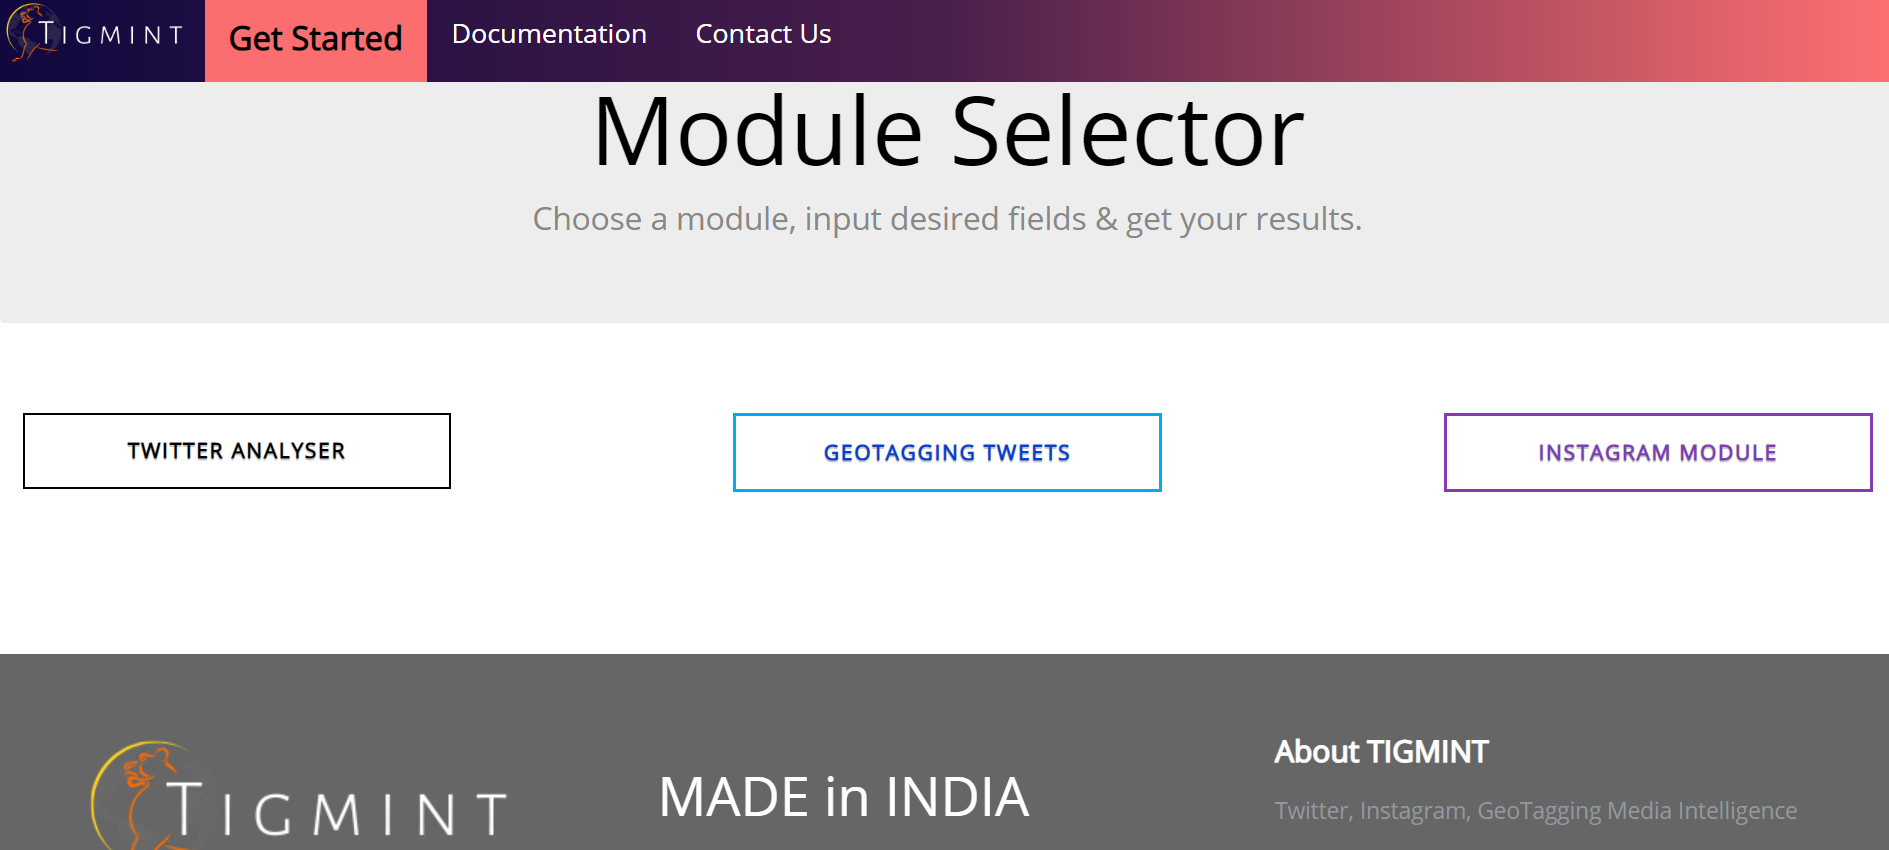 TIGMINT
Get Started
Documentation
Contact Us
Module Selector
Choose a module, input desired fields & get your results.
TWITTER ANALYSER
GEOTAGGING TWEETS
INSTAGRAM MODULE
TIGMINT
MADE in INDIA
About TIGMINT
Twitter, Instagram, GeoTagging Media Intelligence